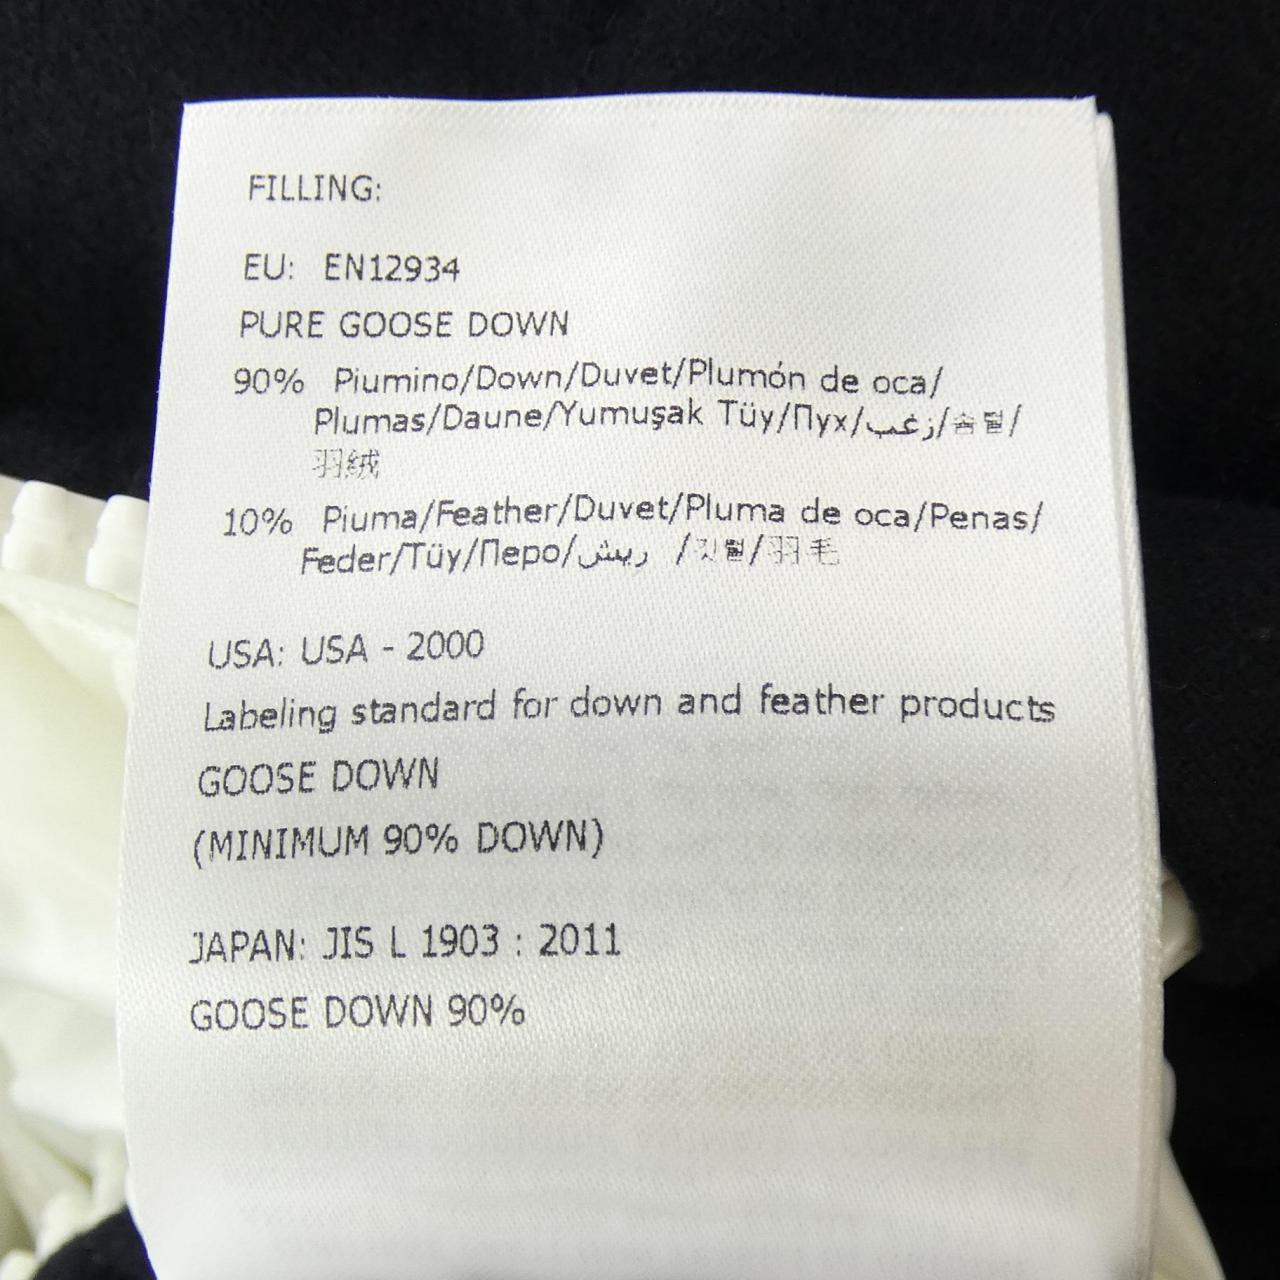 FILLING:
EU: EN12934
PURE GOOSE DOWN
90% Piumino/Down/Duvet/Plumón de oca/
Plumas/Daune/Yumuşak Tüy/Пух/زغب/솜털/
羽绒
10% Piuma/Feather/Duvet/Pluma de oca/Penas/
Feder/Tüy/Перо/ريش /깃털/羽毛
USA: USA - 2000
Labeling standard for down and feather products
GOOSE DOWN
(MINIMUM 90% DOWN)
JAPAN: JIS L 1903 : 2011
GOOSE DOWN 90%